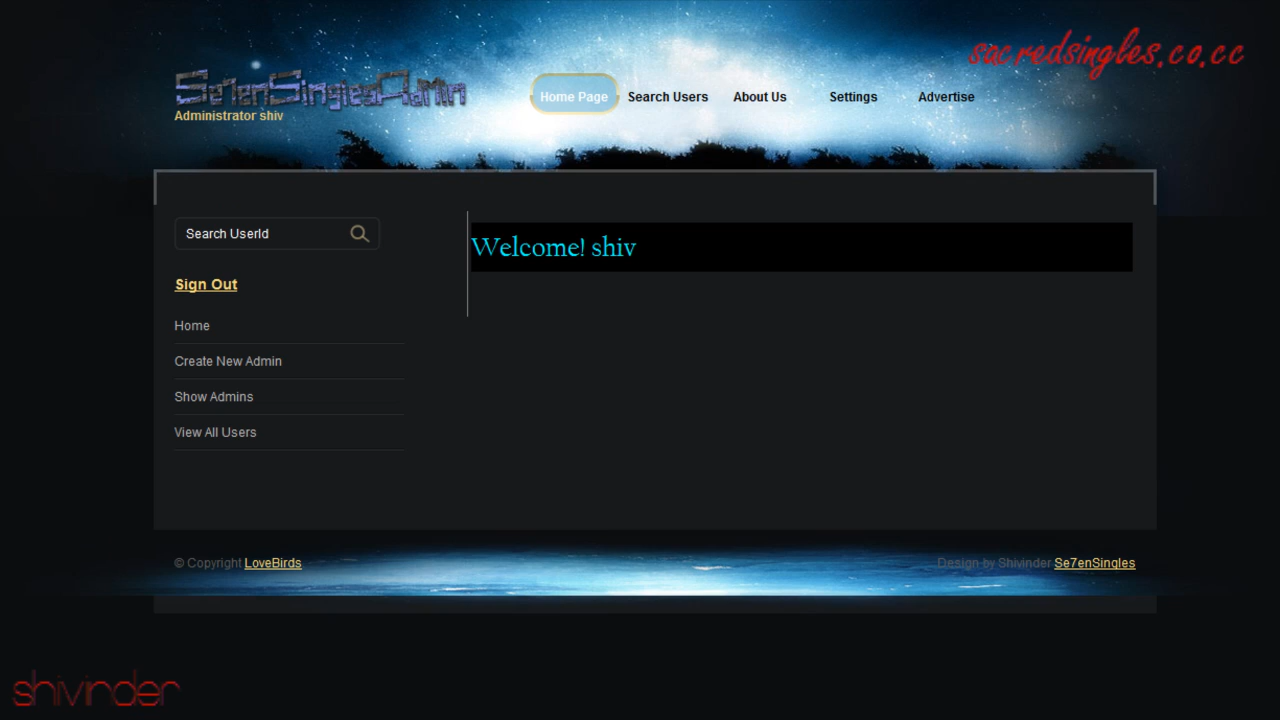 sacredsingles.co.cc
Se7enSinglesAdmin
Administrator shiv
Home Page Search Users About Us Settings Advertise
Search UserId
Sign Out
Home
Create New Admin
Show Admins
View All Users
Welcome! shiv
© Copyright LoveBirds
Design by Shivinder Se7enSingles
shivinder